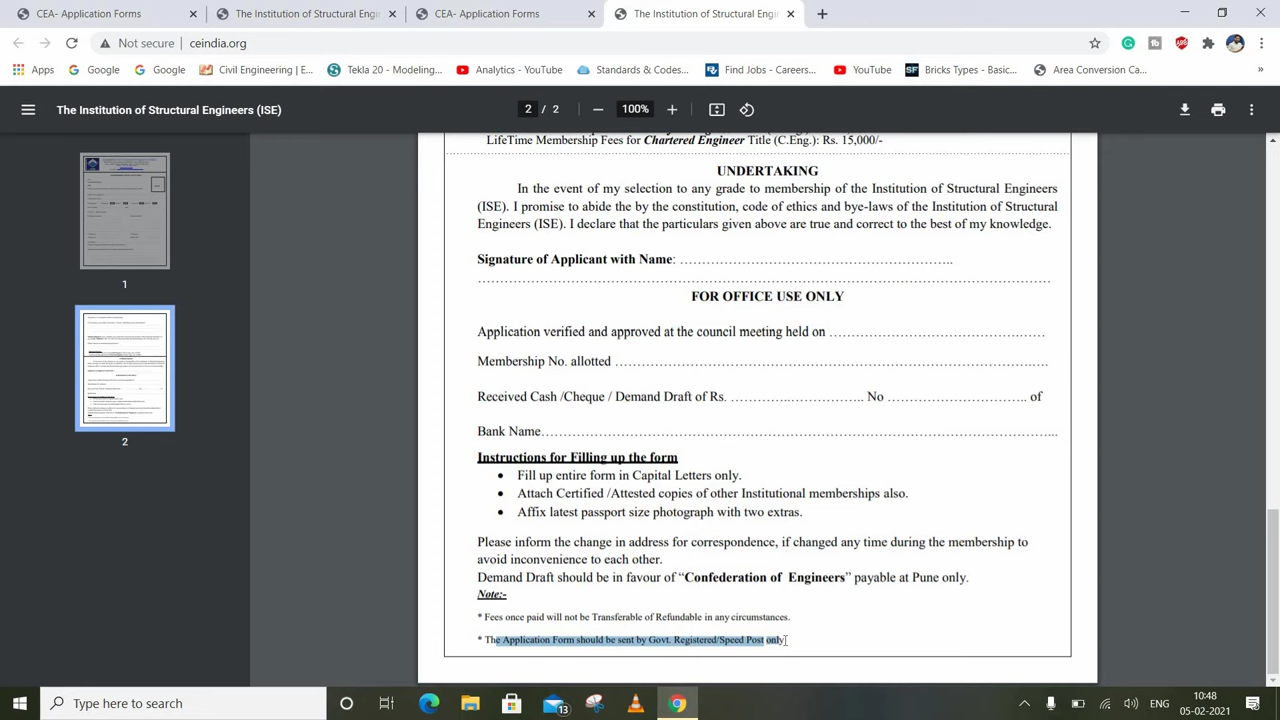 CEA- Application Forms
The Institution of Structural Engine
CEA- Application Forms
The Institution of Structural Engine
Not secure | ceindia.org
Apps
Google
Google
Civil Engineering | E...
Tekla 20 - Modeling...
Analytics - YouTube
Standards & Codes...
Find Jobs - Careers...
YouTube
Bricks Types - Basic...
Area Conversion Ca...
»
The Institution of Structural Engineers (ISE)
2 / 2
100%
1
2
LifeTime Membership Fees for Chartered Engineer Title (C.Eng.): Rs. 15,000/-
UNDERTAKING
In the event of my selection to any grade to membership of the Institution of Structural Engineers
(ISE). I promise to abide the by the constitution, code of ethics and bye-laws of the Institution of Structural
Engineers (ISE). I declare that the particulars given above are true and correct to the best of my knowledge.
Signature of Applicant with Name: ……………………………………………………..
FOR OFFICE USE ONLY
Application verified and approved at the council meeting held on …………………………………
Membership No. allotted ……………………………………………………………………………
Received Cash /Cheque / Demand Draft of Rs. ……………………. No ……………………. of
Bank Name……………………………………………………………………………………...
Instructions for Filling up the form
• Fill up entire form in Capital Letters only.
• Attach Certified /Attested copies of other Institutional memberships also.
• Affix latest passport size photograph with two extras.
Please inform the change in address for correspondence, if changed any time during the membership to
avoid inconvenience to each other.
Demand Draft should be in favour of “Confederation of Engineers” payable at Pune only.
Note:-
* Fees once paid will not be Transferable of Refundable in any circumstances.
* The Application Form should be sent by Govt. Registered/Speed Post only
Type here to search
13
ENG
10:48
05-02-2021